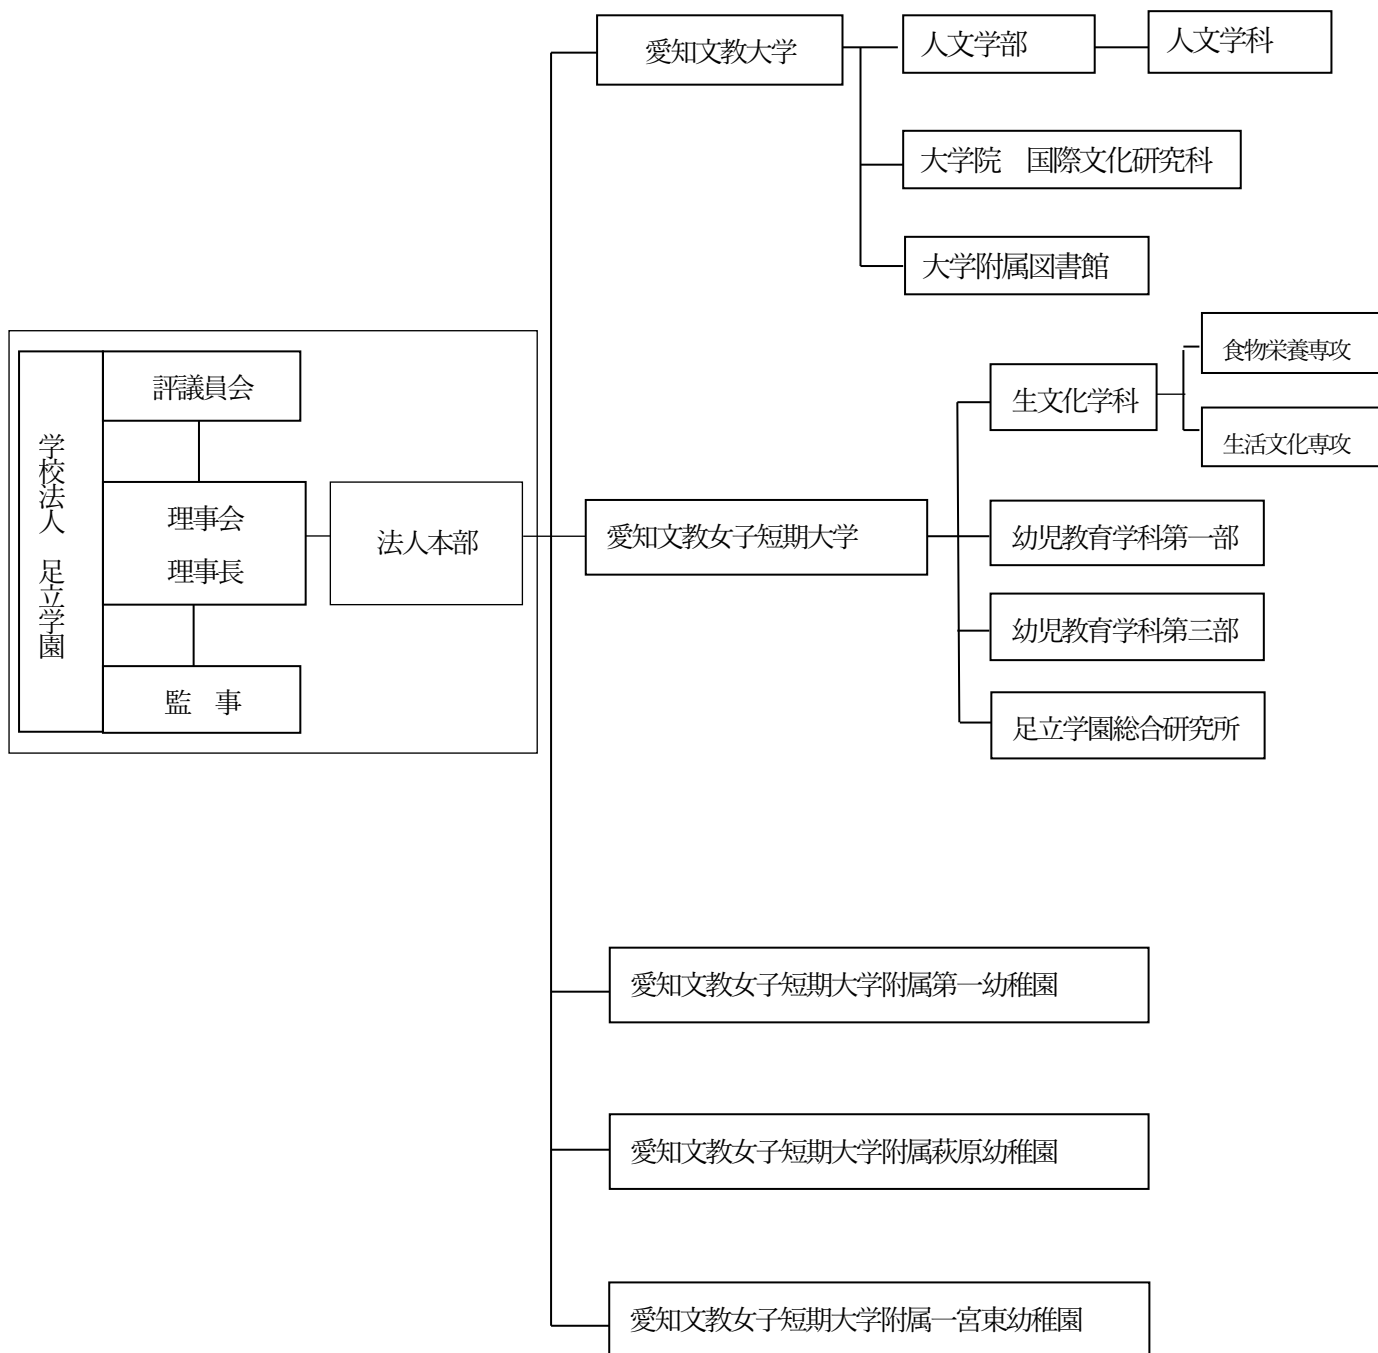 愛知文教大学
人文学部
人文学科
大学院　国際文化研究科
大学附属図書館
学校法人　足立学園
評議員会
理事会
理事長
監　事
法人本部
愛知文教女子短期大学
生文化学科
食物栄養専攻
生活文化専攻
幼児教育学科第一部
幼児教育学科第三部
足立学園総合研究所
愛知文教女子短期大学附属第一幼稚園
愛知文教女子短期大学附属萩原幼稚園
愛知文教女子短期大学附属一宮東幼稚園